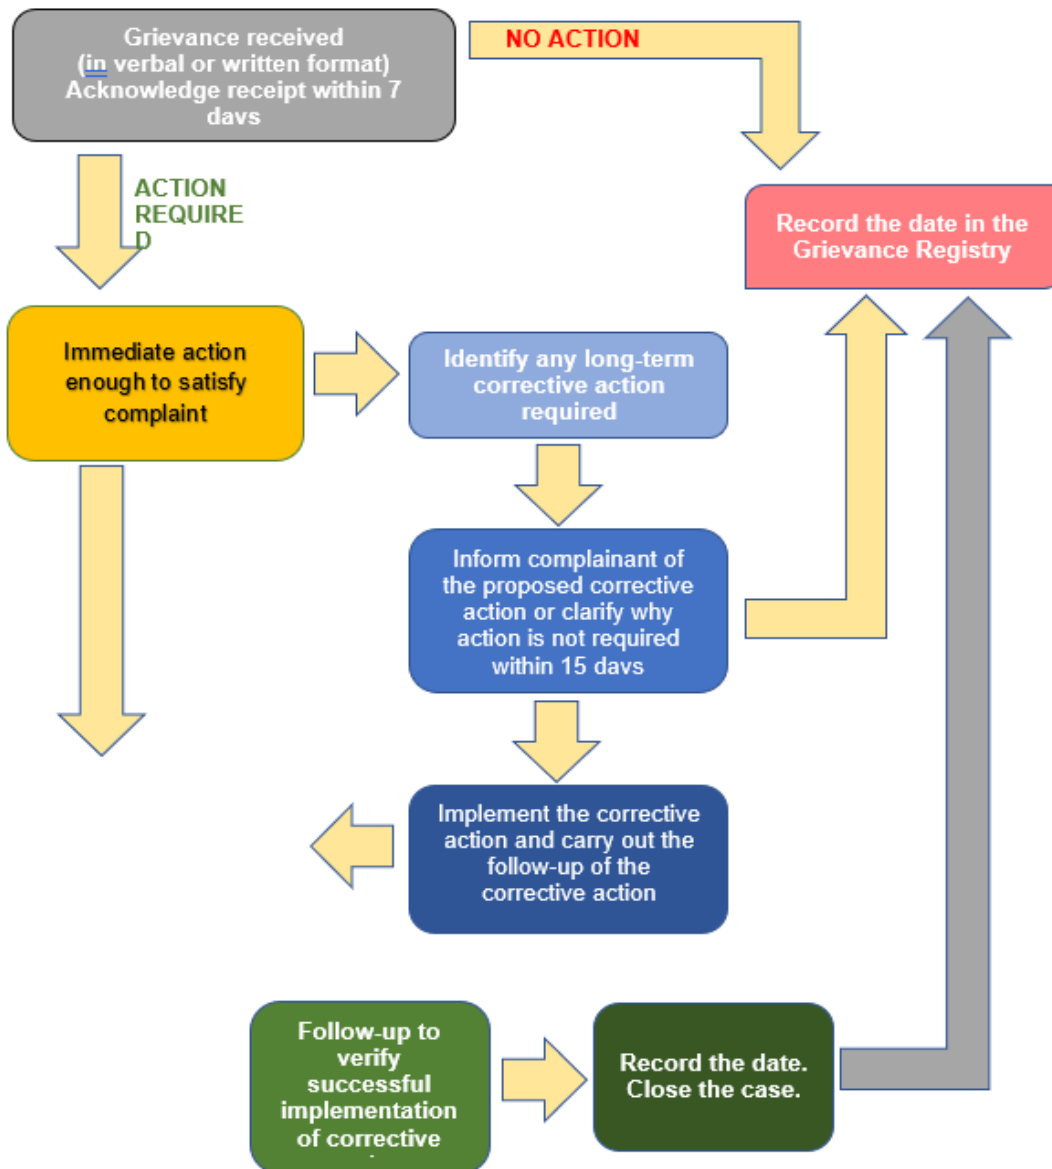 Grievance received
(in verbal or written format)
Acknowledge receipt within 7
days
NO ACTION
ACTION
REQUIRE
D
Record the date in the
Grievance Registry
Immediate action
enough to satisfy
complaint
Identify any long-term
corrective action
required
Inform complainant of
the proposed corrective
action or clarify why
action is not required
within 15 days
Implement the corrective
action and carry out the
follow-up of the
corrective action
Follow-up to
verify
successful
implementation
of corrective
Record the date.
Close the case.